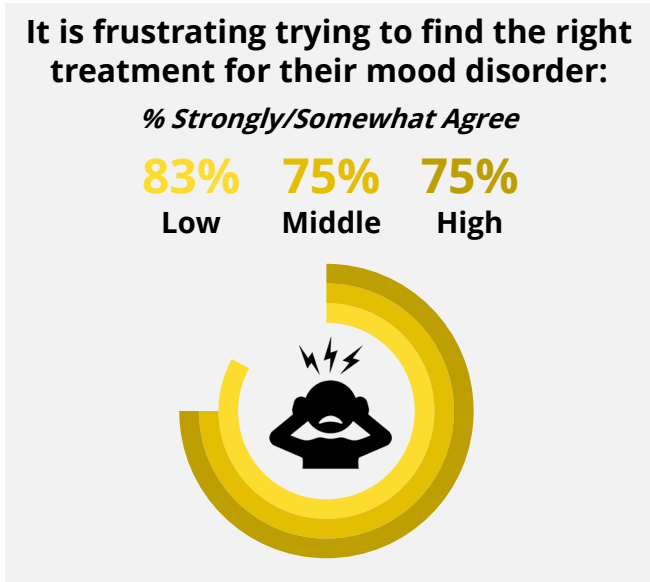 It is frustrating trying to find the right
treatment for their mood disorder:
% Strongly/Somewhat Agree
83% 75% 75%
Low Middle High